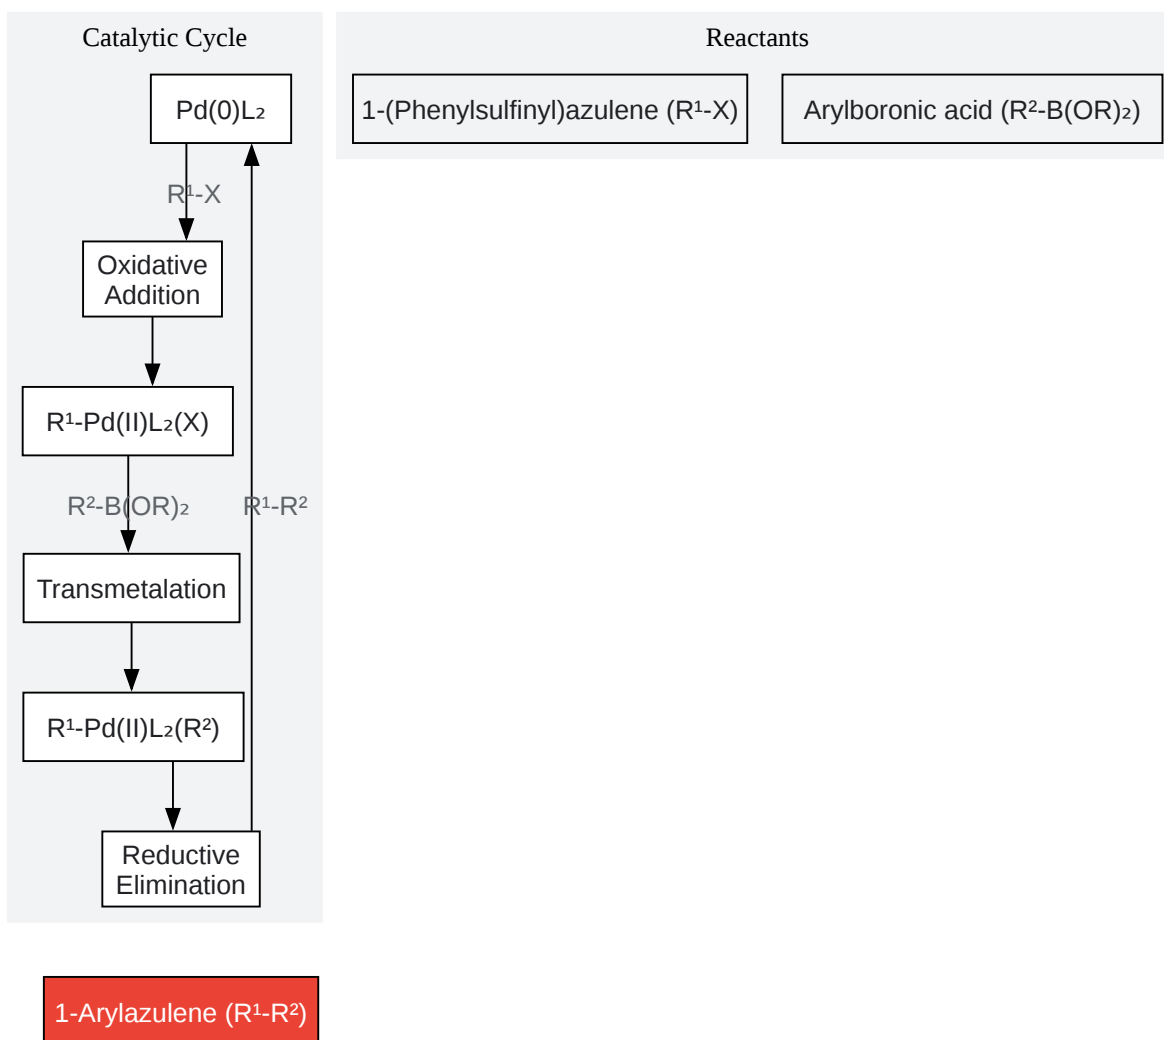 Catalytic Cycle
Pd(0)L₂
R¹-X
Oxidative
Addition
R¹-Pd(II)L₂(X)
R²-B(OR)₂
R¹-R²
Transmetalation
R¹-Pd(II)L₂(R²)
Reductive
Elimination
Reactants
1-(Phenylsulfinyl)azulene (R¹-X)
Arylboronic acid (R²-B(OR)₂)
1-Arylazulene (R¹-R²)